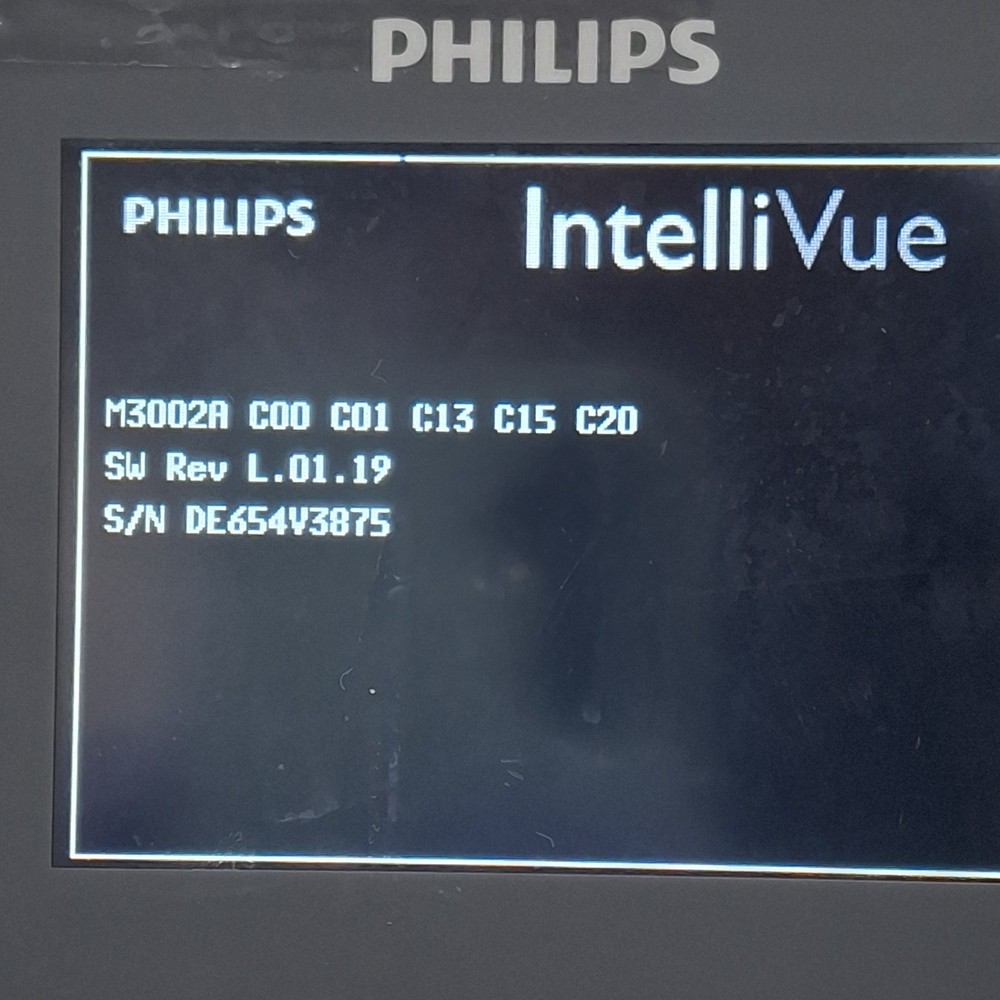 PHILIPS
PHILIPS IntelliVue
M3002A C00 C01 C13 C15 C20
SW Rev L.01.19
S/N DE654V3875